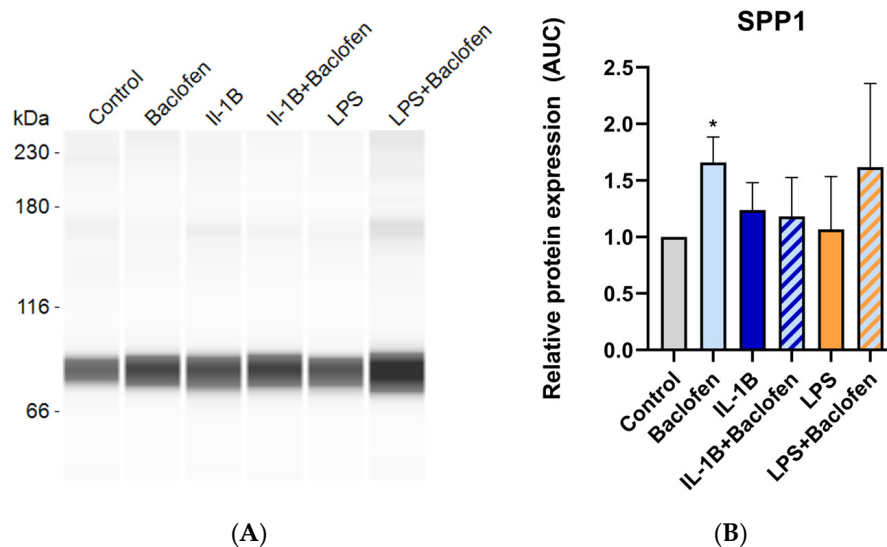 Control
Baclofen
Il-1B
Il-1B+Baclofen
LPS
LPS+Baclofen
kDa
230 -
180 -
116 -
66 -
(A)
SPP1
Relative protein expression (AUC)
2.5
2.0
1.5
1.0
0.5
0.0
*
Control
Baclofen
IL-1B
IL-1B+Baclofen
LPS
LPS+Baclofen
(B)